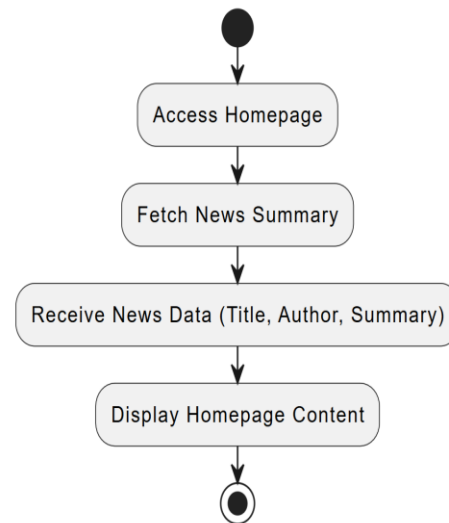 Access Homepage
Fetch News Summary
Receive News Data (Title, Author, Summary)
Display Homepage Content